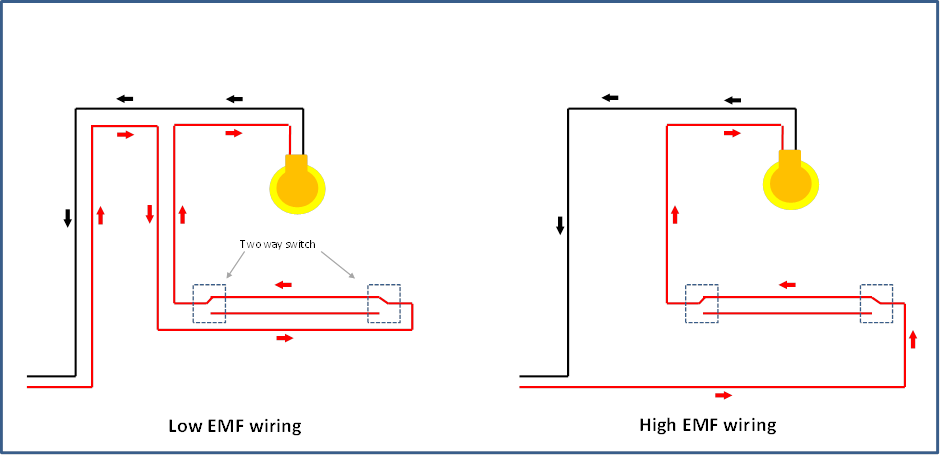 Two way switch
Low EMF wiring
High EMF wiring